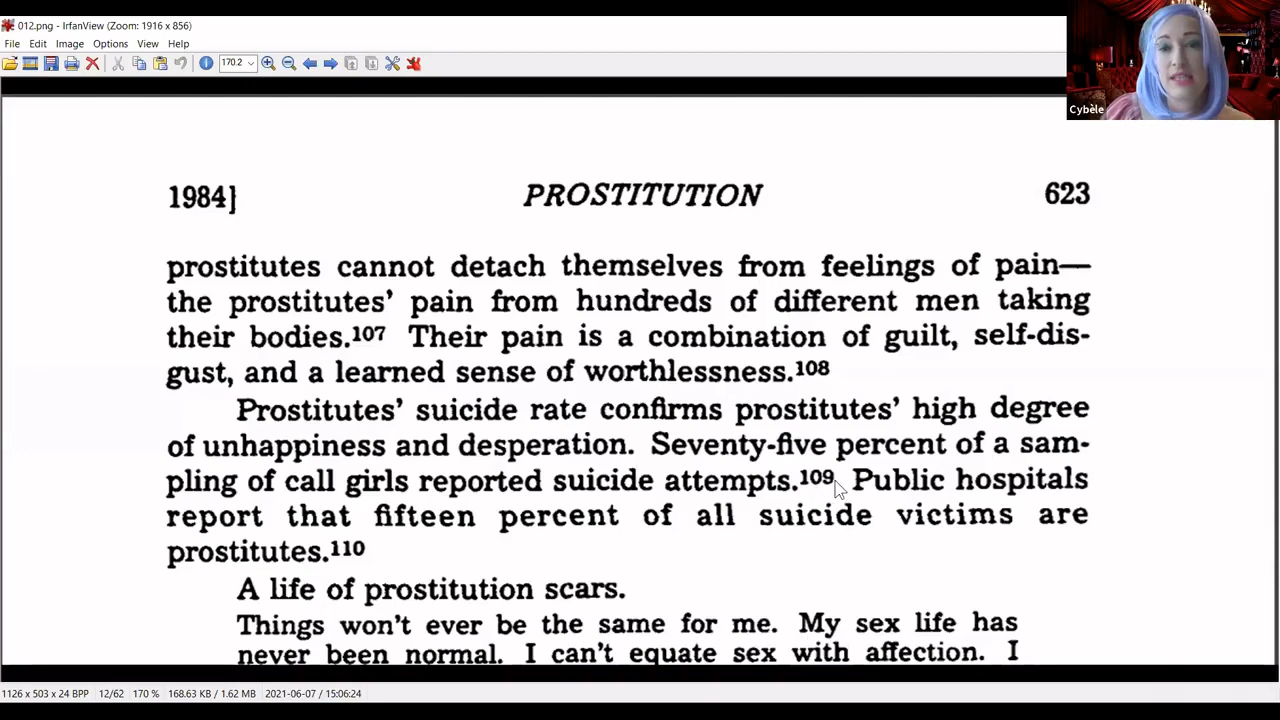 012.png - IrfanView (Zoom: 1916 x 856)
File Edit Image Options View Help
170.2
Cybèle
1984] PROSTITUTION 623
prostitutes cannot detach themselves from feelings of pain—
the prostitutes' pain from hundreds of different men taking
their bodies.107 Their pain is a combination of guilt, self-dis-
gust, and a learned sense of worthlessness.108
Prostitutes' suicide rate confirms prostitutes' high degree
of unhappiness and desperation. Seventy-five percent of a sam-
pling of call girls reported suicide attempts.109 Public hospitals
report that fifteen percent of all suicide victims are
prostitutes.110
A life of prostitution scars.
Things won't ever be the same for me. My sex life has
never been normal. I can't equate sex with affection. I
1126 x 503 x 24 BPP 12/62 170 % 168.63 KB / 1.62 MB 2021-06-07 / 15:06:24